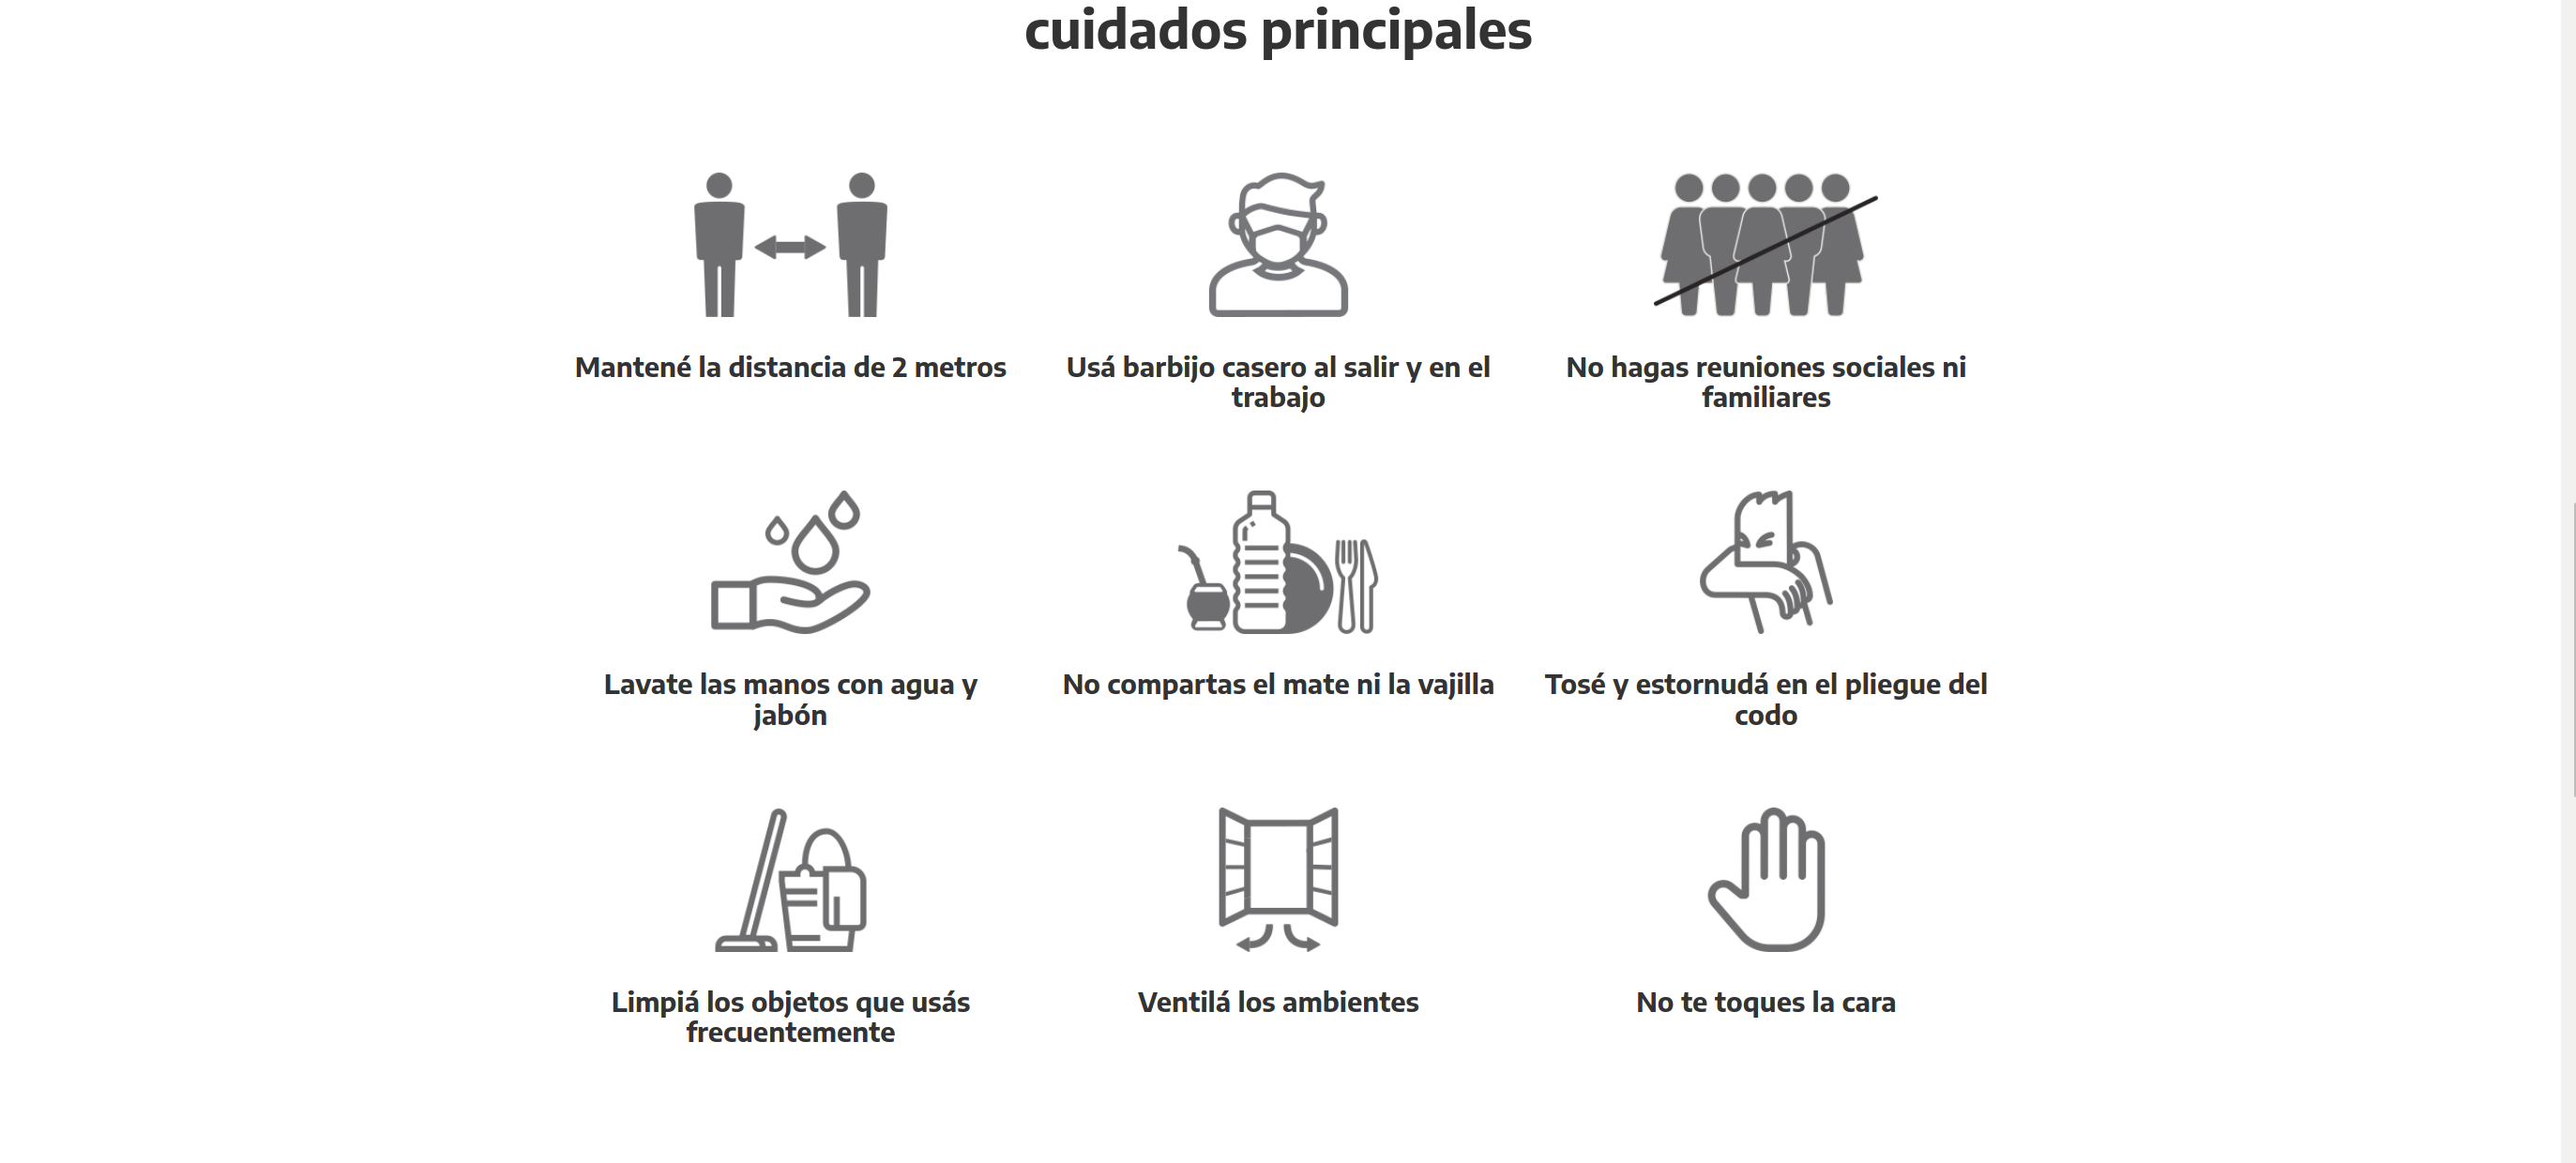 cuidados principales
Mantené la distancia de 2 metros
Usá barbijo casero al salir y en el
trabajo
No hagas reuniones sociales ni
familiares
Lavate las manos con agua y
jabón
No compartas el mate ni la vajilla
Tosé y estornudá en el pliegue del
codo
Limpiá los objetos que usás
frecuentemente
Ventilá los ambientes
No te toques la cara